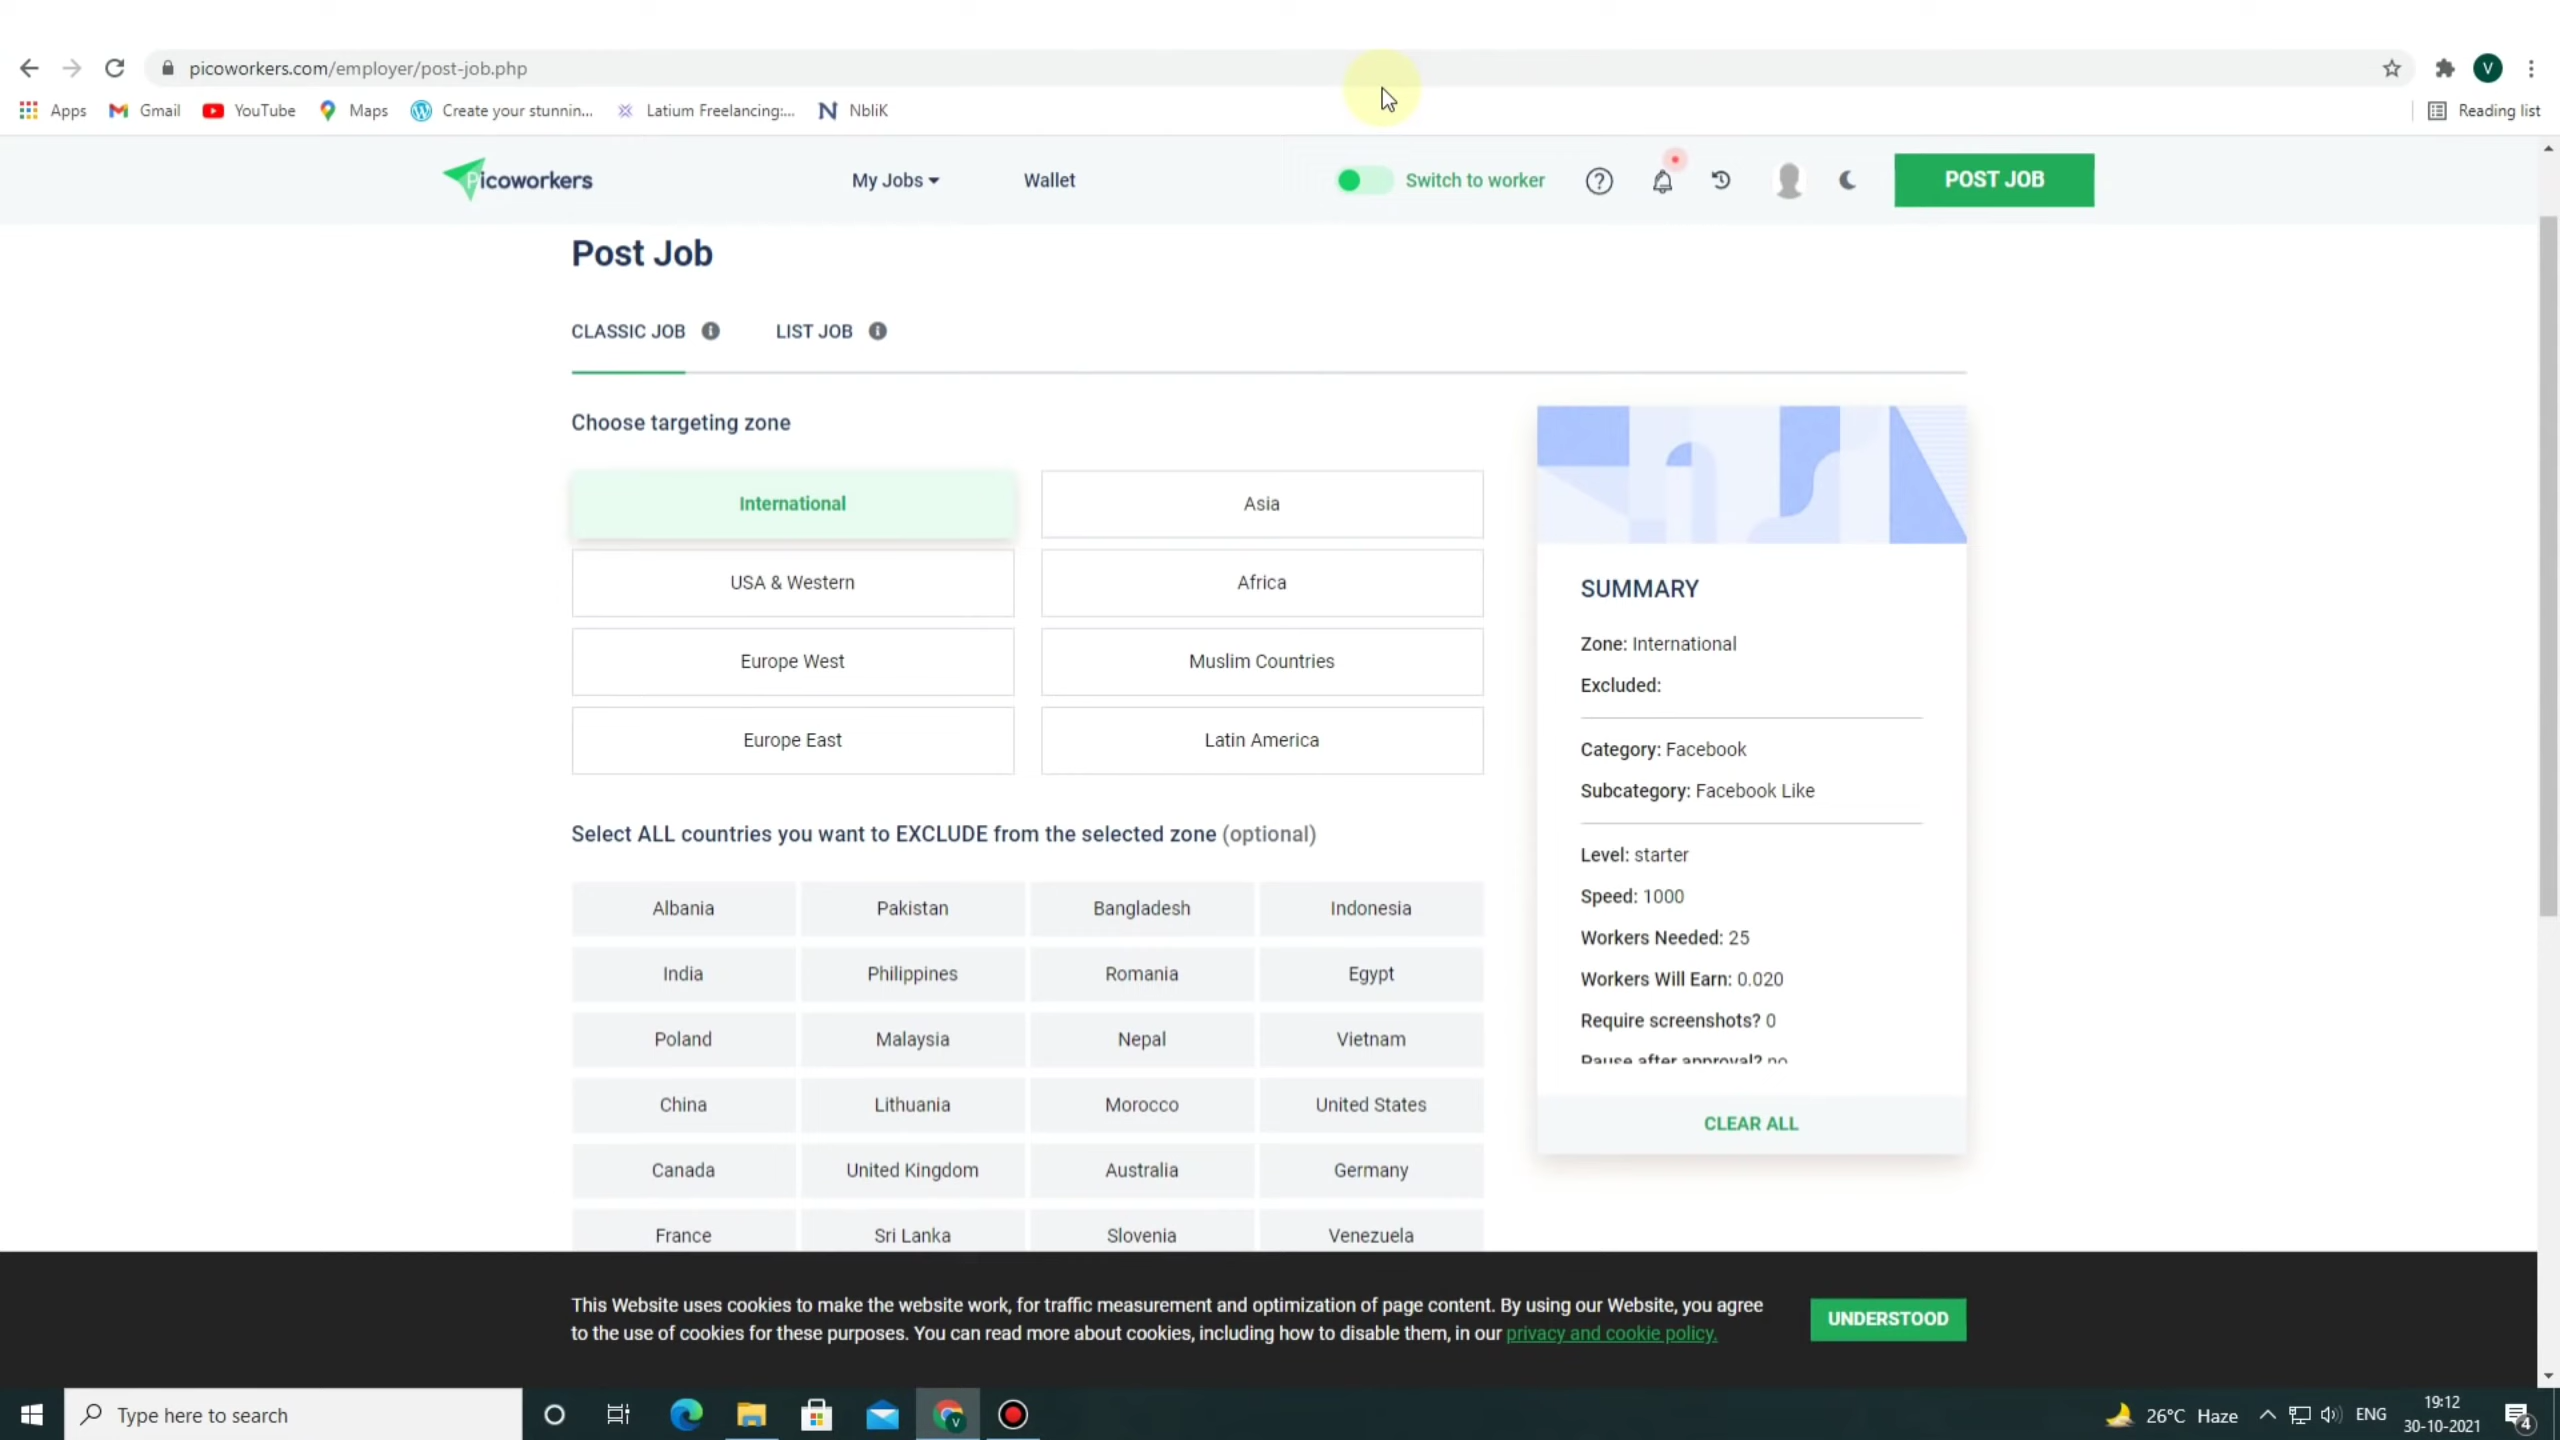 picoworkers.com/employer/post-job.php
V
Apps
Gmail
YouTube
Maps
Create your stunnin...
Latium Freelancing:...
NbliK
Reading list
Picoworkers
My Jobs
Wallet
Switch to worker
POST JOB
Post Job
CLASSIC JOB
LIST JOB
Choose targeting zone
International
Asia
USA & Western
Africa
Europe West
Muslim Countries
Europe East
Latin America
Select ALL countries you want to EXCLUDE from the selected zone (optional)
Albania
Pakistan
Bangladesh
Indonesia
India
Philippines
Romania
Egypt
Poland
Malaysia
Nepal
Vietnam
China
Lithuania
Morocco
United States
Canada
United Kingdom
Australia
Germany
France
Sri Lanka
Slovenia
Venezuela
SUMMARY
Zone: International
Excluded:
Category: Facebook
Subcategory: Facebook Like
Level: starter
Speed: 1000
Workers Needed: 25
Workers Will Earn: 0.020
Require screenshots? 0
Pause after approval? no
CLEAR ALL
This Website uses cookies to make the website work, for traffic measurement and optimization of page content. By using our Website, you agree
to the use of cookies for these purposes. You can read more about cookies, including how to disable them, in our privacy and cookie policy.
UNDERSTOOD
Type here to search
V
26°C Haze
ENG
19:12
30-10-2021
4